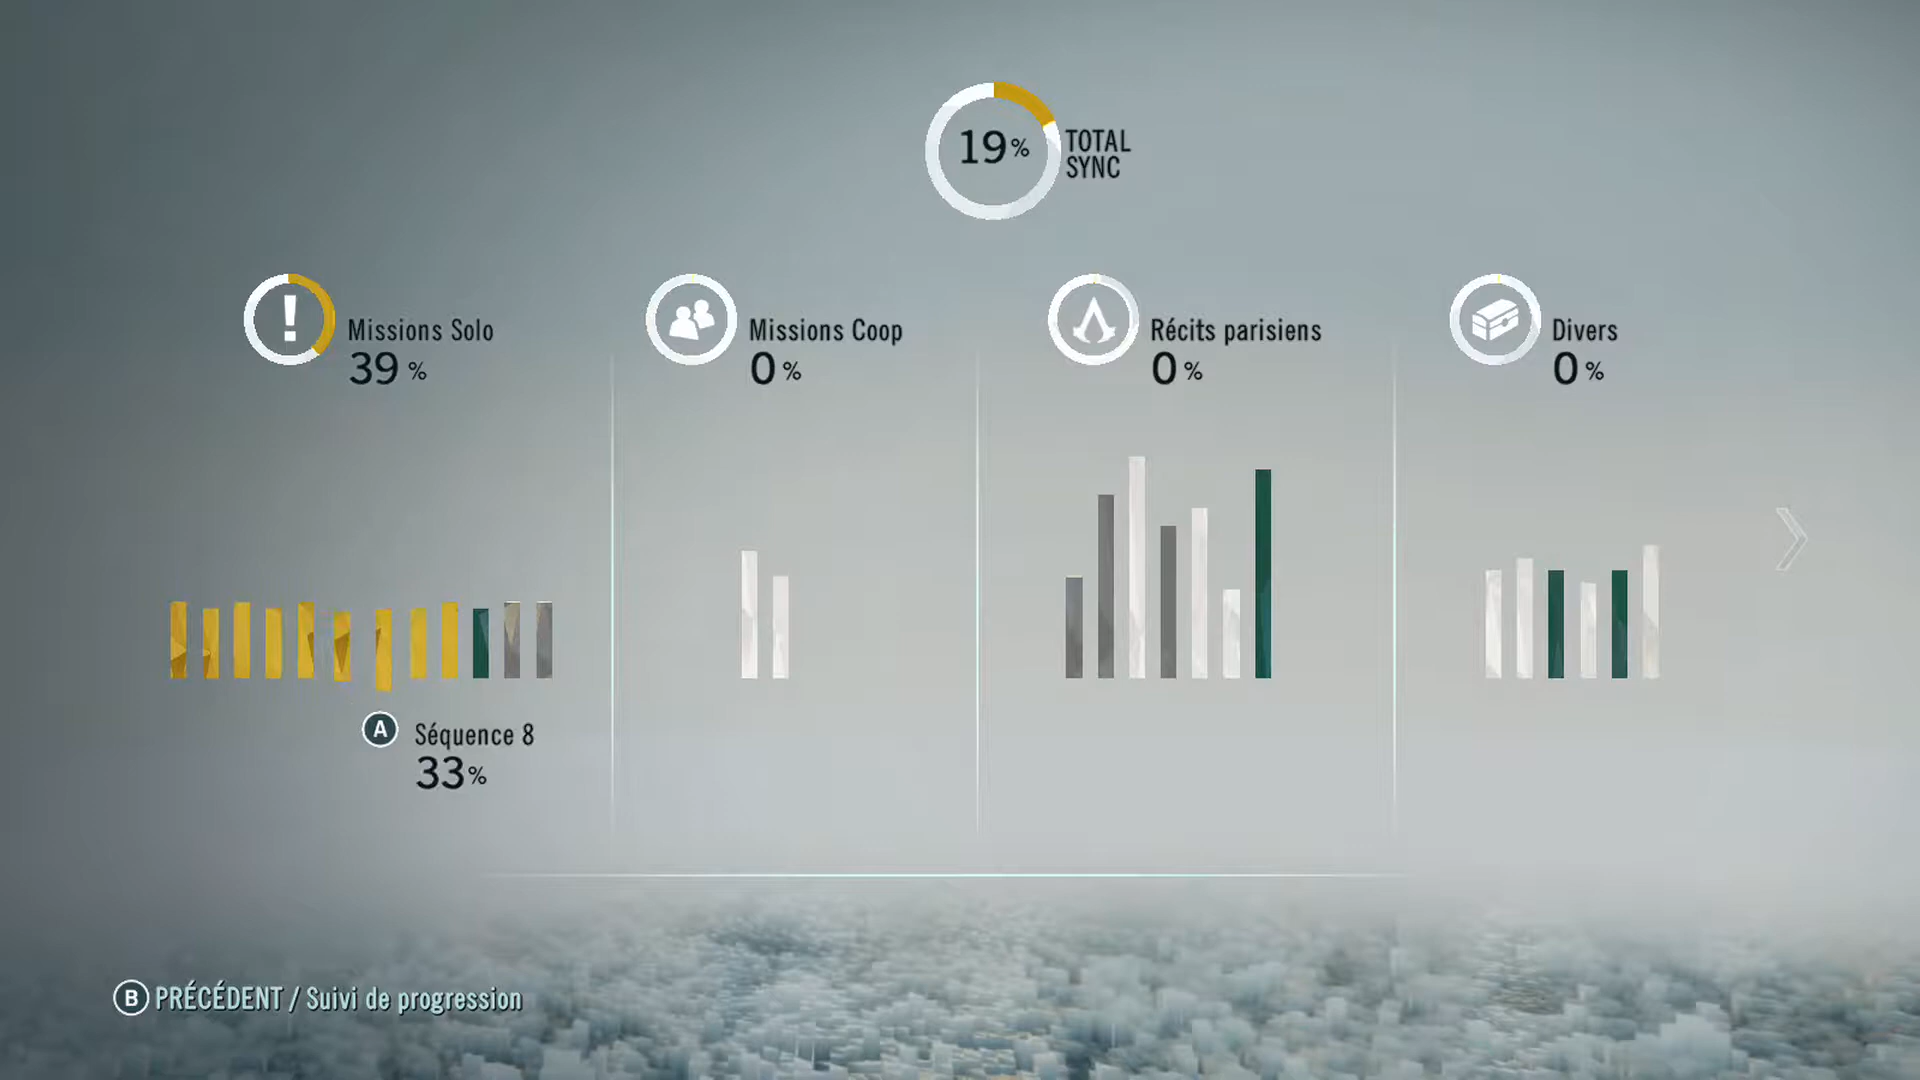 19%
TOTAL
SYNC
!
Missions Solo
39 %
Missions Coop
0 %
Récits parisiens
0 %
Divers
0 %
A Séquence 8
33%
B PRÉCÉDENT / Suivi de progression